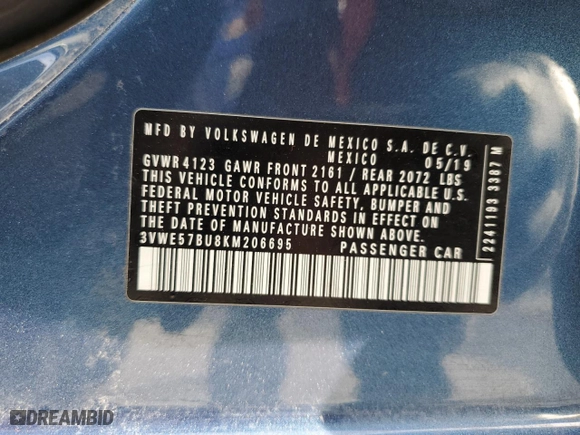 MFD BY VOLKSWAGEN DE MEXICO S.A. DE C.V.
MEXICO 05/19
GVWR 4123 GAWR FRONT 2161 / REAR 2072 LBS
THIS VEHICLE CONFORMS TO ALL APPLICABLE U.S.
FEDERAL MOTOR VEHICLE SAFETY, BUMPER AND
THEFT PREVENTION STANDARDS IN EFFECT ON
THE DATE OF MANUFACTURE SHOWN ABOVE.
3VWE57BU8KM206695 PASSENGER CAR
2241193 3387 M
DREAMBID